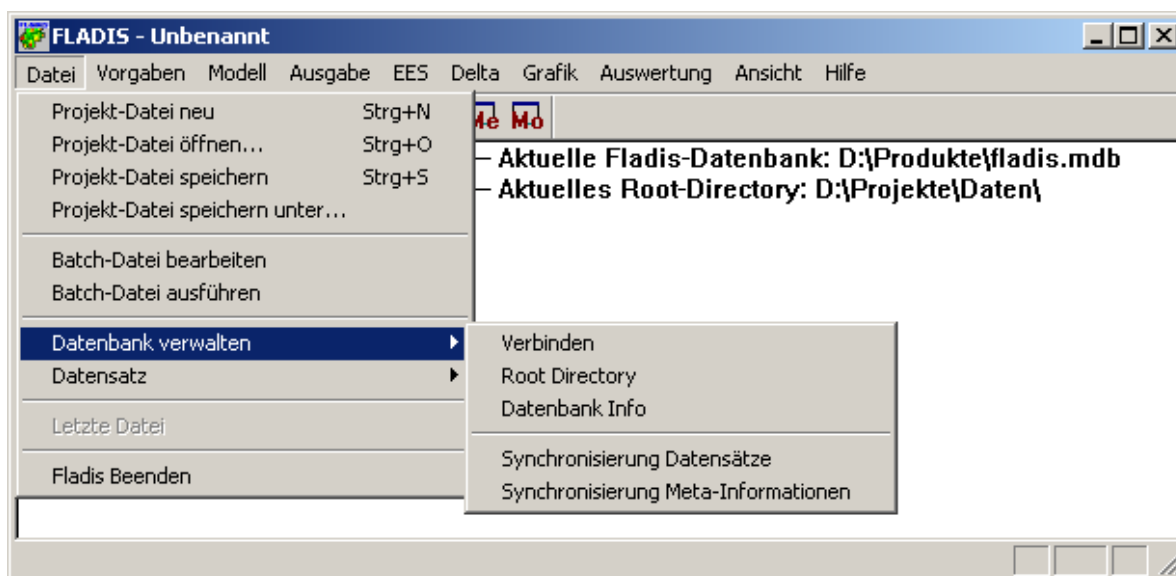 FLADIS - Unbenannt
Datei Vorgaben Modell Ausgabe EES Delta Grafik Auswertung Ansicht Hilfe
Projekt-Datei neu Strg+N
Projekt-Datei öffnen... Strg+O
Projekt-Datei speichern Strg+S
Projekt-Datei speichern unter...
Batch-Datei bearbeiten
Batch-Datei ausführen
Datenbank verwalten
Datensatz
Letzte Datei
Fladis Beenden
Me Mo
Aktuelle Fladis-Datenbank: D:\Produkte\fladis.mdb
Aktuelles Root-Directory: D:\Projekte\Daten\
Verbinden
Root Directory
Datenbank Info
Synchronisierung Datensätze
Synchronisierung Meta-Informationen